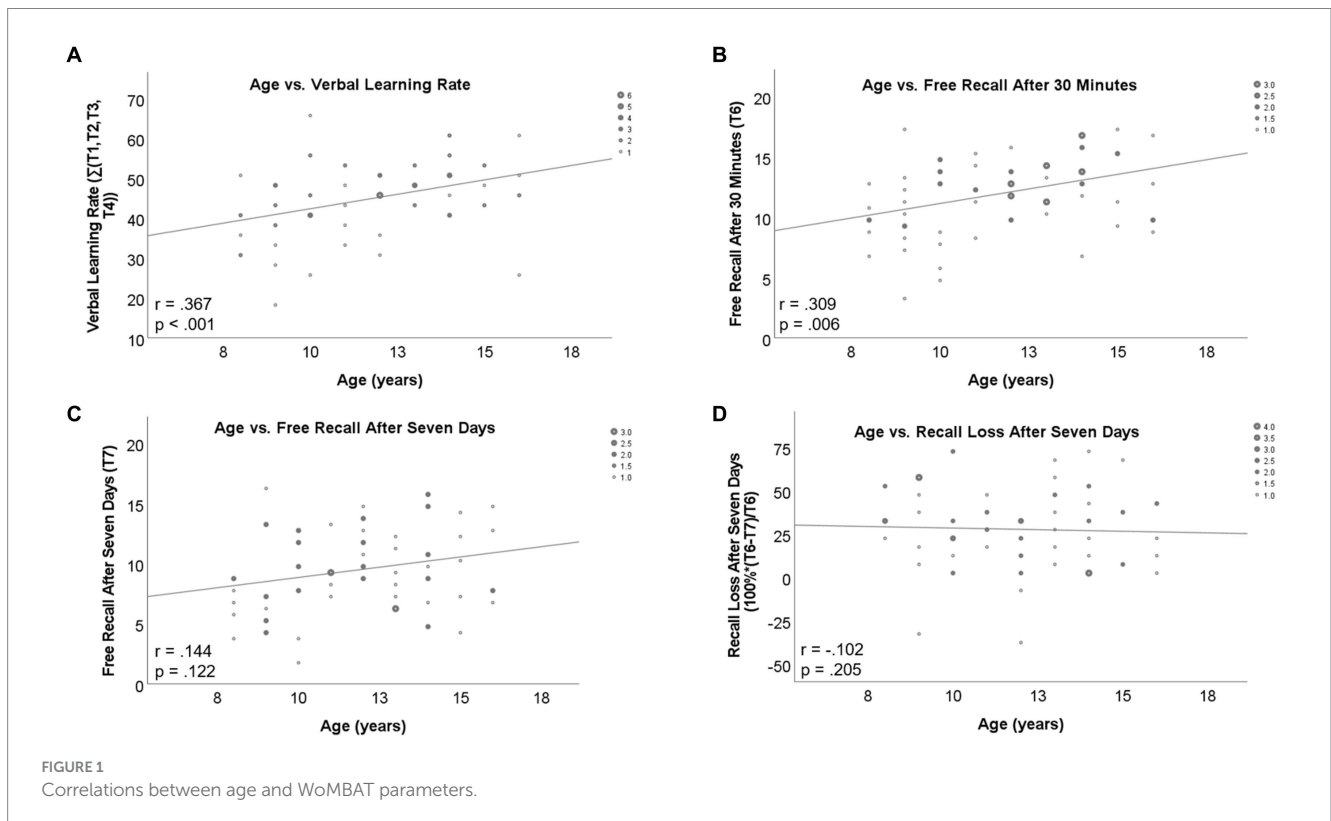 A
Age vs. Verbal Learning Rate
Verbal Learning Rate (∑(T1,T2,T3,
T4))
70
60
50
40
30
20
10
6
5
4
3
2
1
r = .367
p < .001
8
10
13
15
18
Age (years)
B
Age vs. Free Recall After 30 Minutes
Free Recall After 30 Minutes (T6)
20
15
10
5
0
3.0
2.5
2.0
1.5
1.0
r = .309
p = .006
8
10
13
15
18
Age (years)
C
Age vs. Free Recall After Seven Days
Free Recall After Seven Days (T7)
20
15
10
5
0
3.0
2.5
2.0
1.5
1.0
r = .144
p = .122
8
10
13
15
18
Age (years)
D
Age vs. Recall Loss After Seven Days
Recall Loss After Seven Days
(100%*(T6-T7)/T6)
75
50
25
0
-25
-50
4.0
3.5
3.0
2.5
2.0
1.5
1.0
r = -.102
p = .205
8
10
13
15
18
Age (years)
FIGURE 1
Correlations between age and WoMBAT parameters.